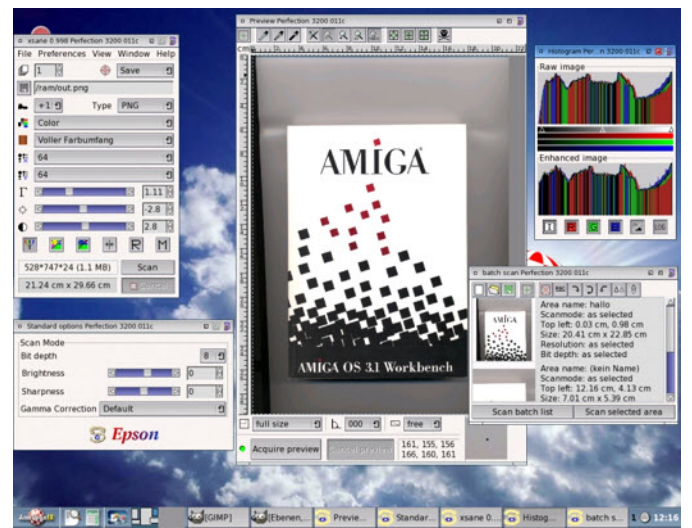 xsane 0.998 Perfection 3200:011c
File Preferences View Window Help
1
Save
/ram/out.png
+1
Type
PNG
Color
Voller Farbumfang
64
64
1.11
-2.8
2.8
R M
528*747*24 (1.1 MB)
Scan
21.24 cm x 29.66 cm
Cancel
Standard options Perfection 3200:011c
Scan Mode
Bit depth
8
Brightness
0
Sharpness
0
Gamma Correction
Default
Epson
Preview Perfection 3200:011c
cm
AMIGA
AMIGA OS 3.1 Workbench
full size
000
free
Acquire preview
Cancel preview
161, 155, 156
166, 160, 161
Raw image
Enhanced image
I R G B
LOG
batch scan Perfection 3200:011c
Area name: hallo
Scanmode: as selected
Top left: 0.03 cm, 0.98 cm
Size: 20.41 cm x 22.85 cm
Resolution: as selected
Bit depth: as selected
Area name: (kein Name)
Scanmode: as selected
Top left: 12.16 cm, 4.13 cm
Size: 7.01 cm x 5.39 cm
Scan batch list
Scan selected area
[GIMP]
[Ebenen,...
Previe...
Standar...
xsane 0...
Histog...
batch s...
1
12:16